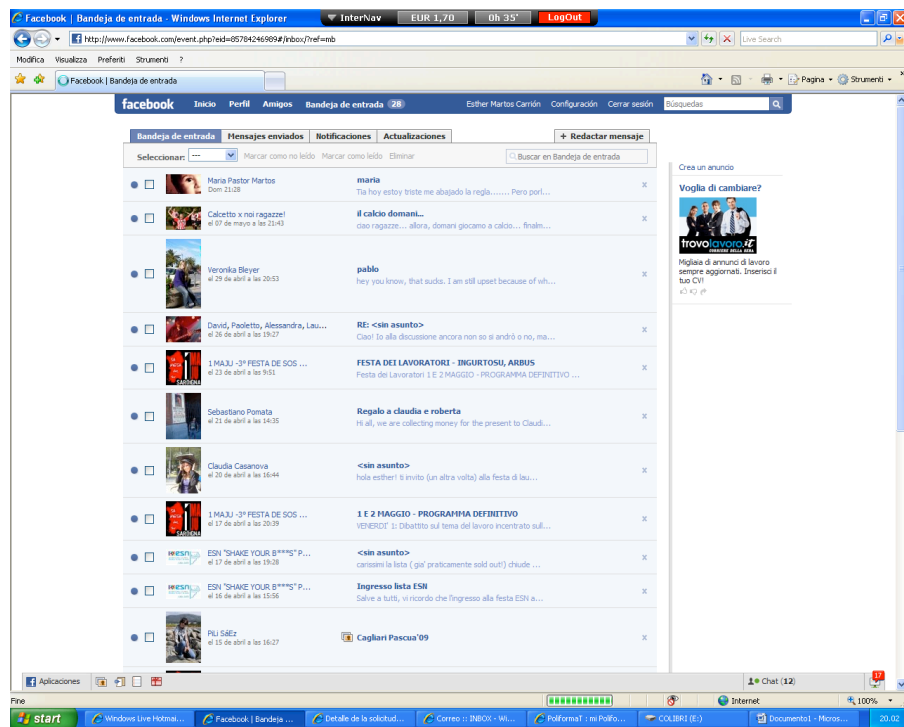 Facebook | Bandeja de entrada - Windows Internet Explorer
InterNav EUR 1,70 0h 35' LogOut
http://www.facebook.com/event.php?eid=85784246989#/inbox/?ref=mb
Live Search
Modifica Visualizza Preferiti Strumenti ?
Facebook | Bandeja de entrada
Pagina Strumenti
facebook Inicio Perfil Amigos Bandeja de entrada 28 Esther Martos Carrión Configuración Cerrar sesión Búsquedas
Bandeja de entrada Mensajes enviados Notificaciones Actualizaciones + Redactar mensaje
Seleccionar: --- Marcar como no leído Marcar como leído Eliminar Buscar en Bandeja de entrada
Maria Pastor Martos
Dom 21:28
maria
Tia hoy estoy triste me abajado la regla....... Pero porl...
x
Calcetto x noi ragazze!
el 07 de mayo a las 21:43
il calcio domani...
ciao ragazze... allora, domani giocamo a calcio... finalm...
x
Veronika Bleyer
el 29 de abril a las 20:53
pablo
hey you know, that sucks. I am still upset because of wh...
x
David, Paoletto, Alessandra, Lau...
el 26 de abril a las 19:27
RE: <sin asunto>
Ciao! Io alla discussione ancora non so si andrò o no, ma...
x
1 MAJU -3° FESTA DE SOS ...
el 23 de abril a las 9:51
FESTA DEI LAVORATORI - INGURTOSU, ARBUS
Festa dei Lavoratori 1 E 2 MAGGIO - PROGRAMMA DEFINITIVO ...
x
Sebastiano Pomata
el 21 de abril a las 14:35
Regalo a claudia e roberta
Hi all, we are collecting money for the present to Claudi...
x
Claudia Casanova
el 20 de abril a las 16:44
<sin asunto>
hola esther! ti invito (un altra volta) alla festa di lau...
x
1 MAJU -3° FESTA DE SOS ...
el 17 de abril a las 20:39
1 E 2 MAGGIO - PROGRAMMA DEFINITIVO
VENERDI' 1: Dibattito sul tema del lavoro incentrato sull...
x
ESN "SHAKE YOUR B***S" P...
el 17 de abril a las 19:28
<sin asunto>
carissimi la lista ( gia' praticamente sold out!) chiude ...
x
ESN "SHAKE YOUR B***S" P...
el 16 de abril a las 15:56
Ingresso lista ESN
Salve a tutti, vi ricordo che l'ingresso alla festa ESN a...
x
PiLi SáEz
el 15 de abril a las 16:27
Cagliari Pascua'09
x
Crea un anuncio
Voglia di cambiare?
trovolavoro.it
CORRIERE DELLA SERA
Migliaia di annunci di lavoro
sempre aggiornati. Inserisci il
tuo CV!
Aplicaciones Chat (12) 17
Fine Internet 100%
start Windows Live Hotmai... Facebook | Bandeja ... Detalle de la solicitud... Correo :: INBOX - Wi... PoliformaT : mi Polifo... COLIBRI (E:) Documento1 - Micros... 20.02